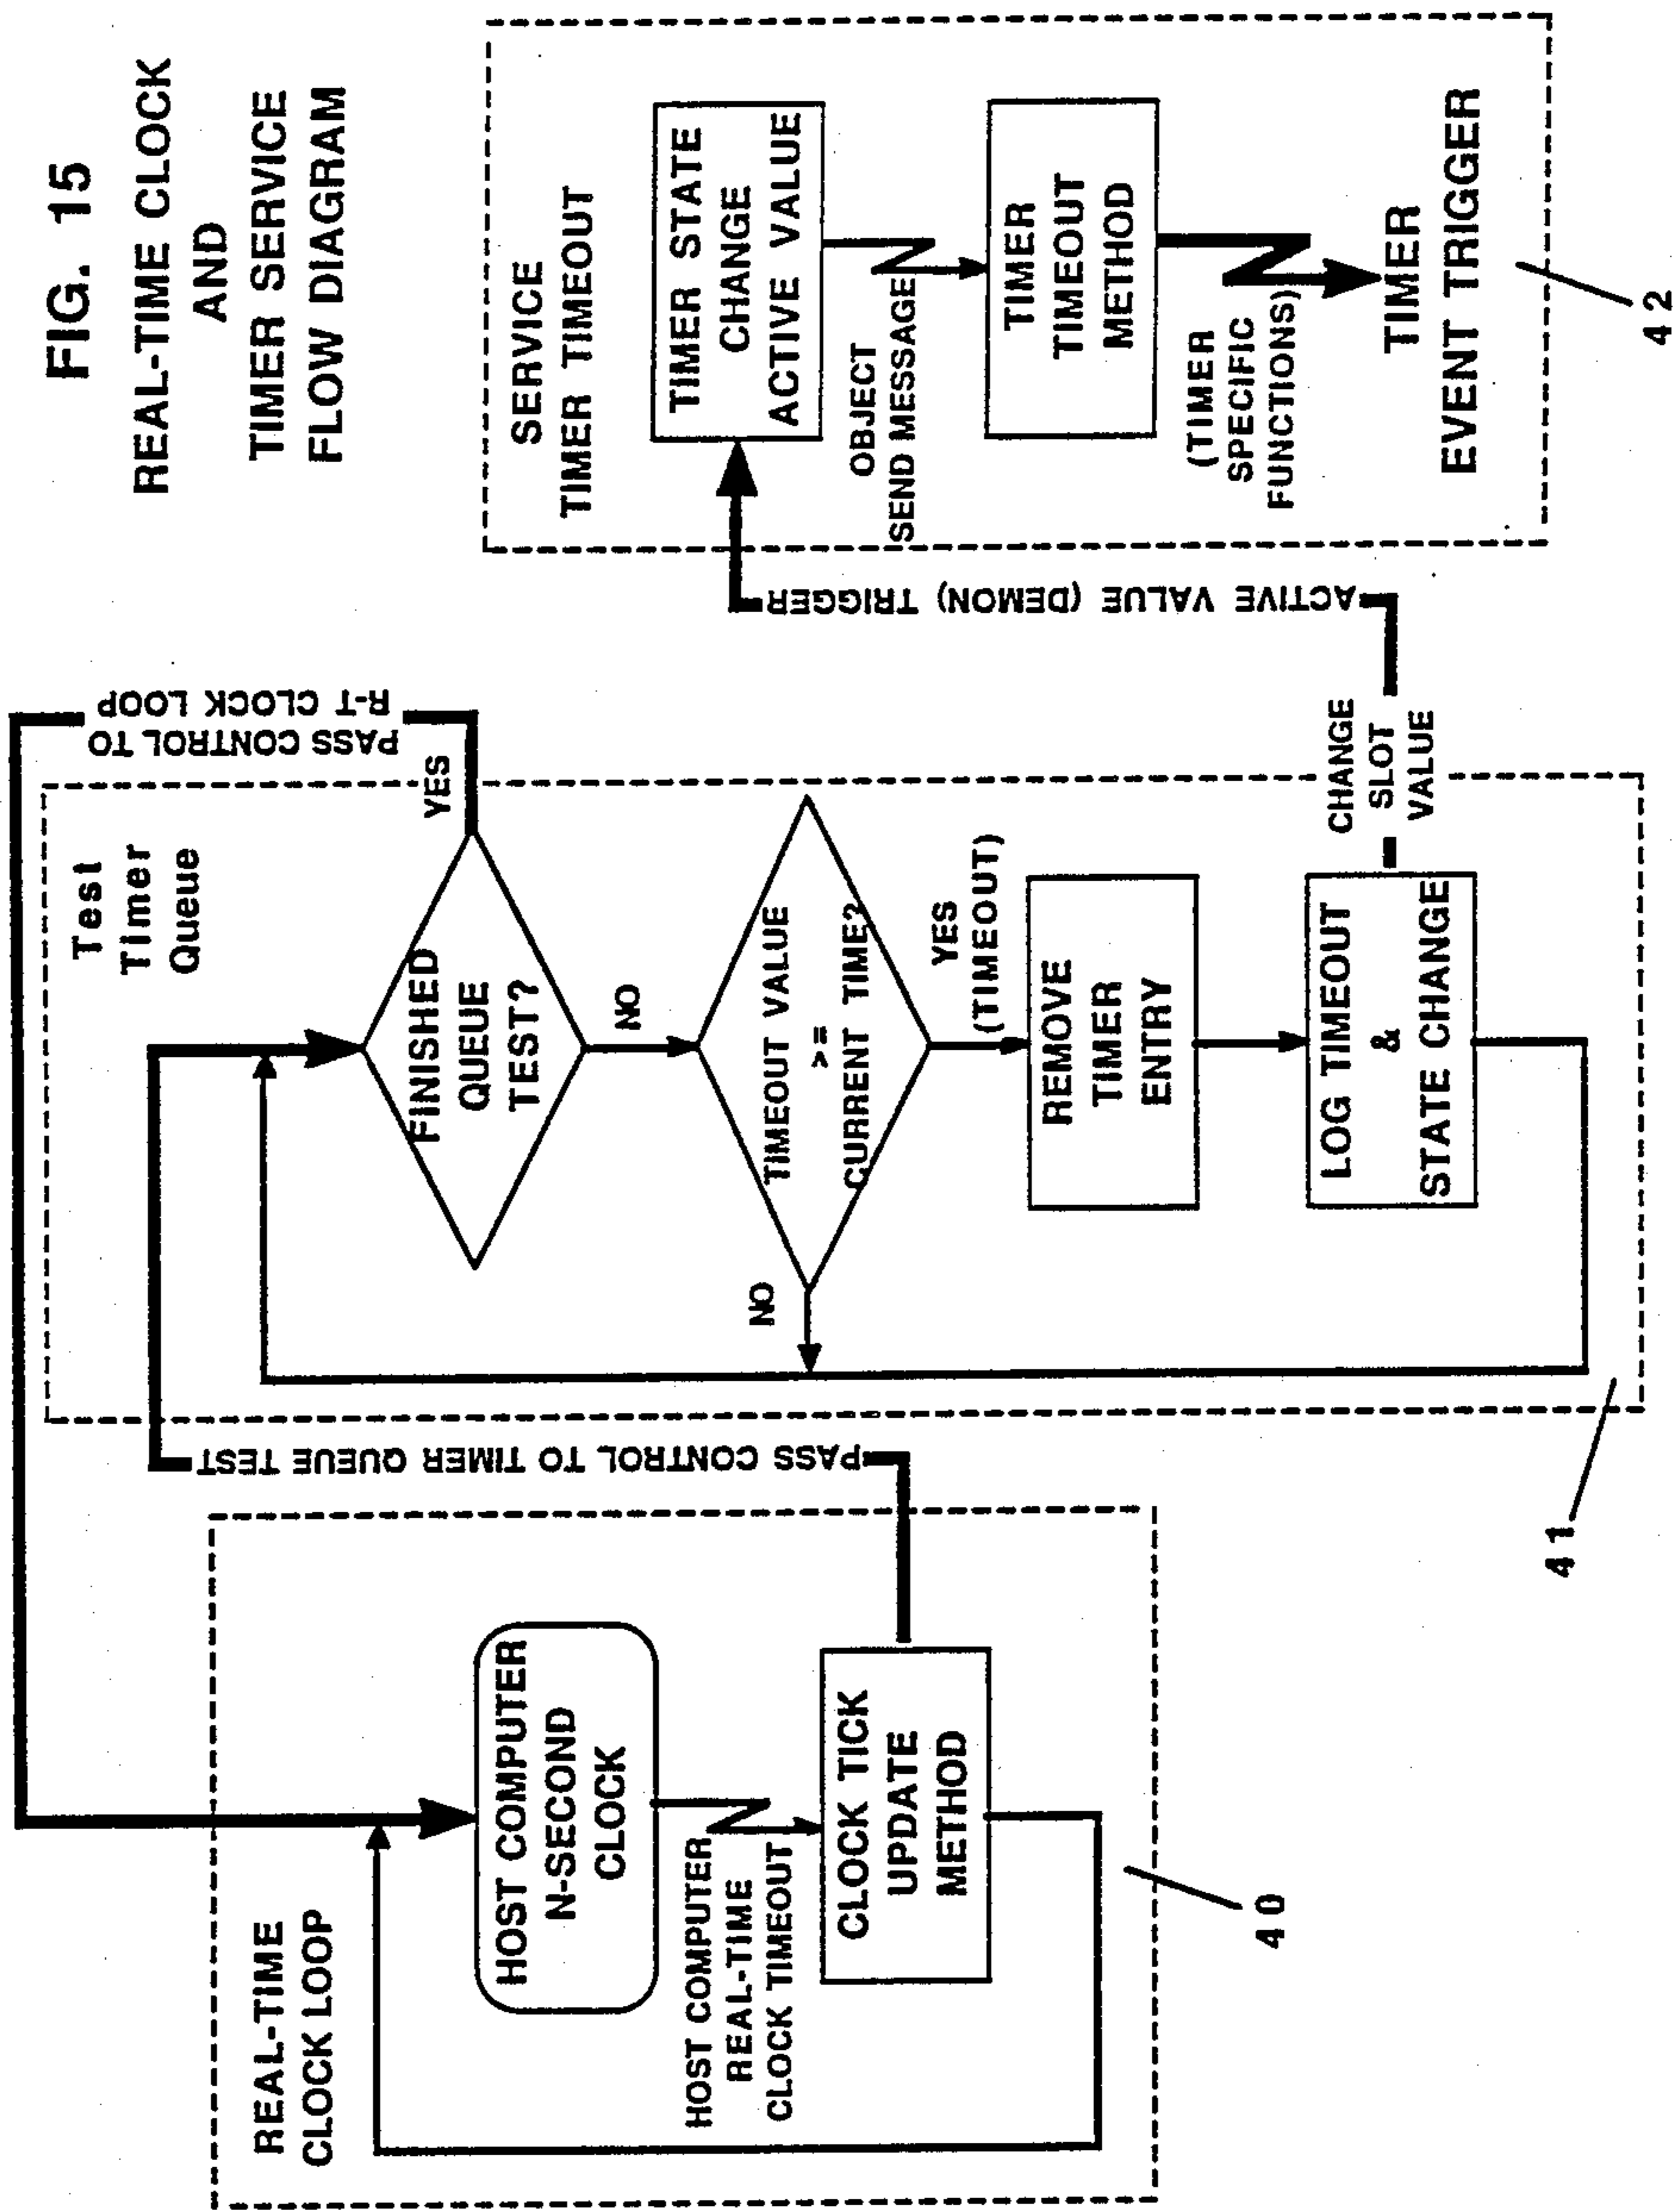 FIG. 15
REAL-TIME CLOCK
AND
TIMER SERVICE
FLOW DIAGRAM
REAL-TIME
CLOCK LOOP
HOST COMPUTER
N-SECOND
CLOCK
HOST COMPUTER
REAL-TIME
CLOCK TIMEOUT
CLOCK TICK
UPDATE
METHOD
40
PASS CONTROL TO TIMER QUEUE TEST
Test
Timer
Queue
FINISHED
QUEUE
TEST?
YES
PASS CONTROL TO
R-T CLOCK LOOP
NO
TIMEOUT VALUE
>=
CURRENT TIME?
NO
YES
(TIMEOUT)
REMOVE
TIMER
ENTRY
LOG TIMEOUT
&
STATE CHANGE
41
CHANGE
SLOT
VALUE
ACTIVE VALUE (DEMON) TRIGGER
SERVICE
TIMER TIMEOUT
TIMER STATE
CHANGE
ACTIVE VALUE
OBJECT
SEND MESSAGE
TIMER
TIMEOUT
METHOD
(TIMER
SPECIFIC
FUNCTIONS)
TIMER
EVENT TRIGGER
42